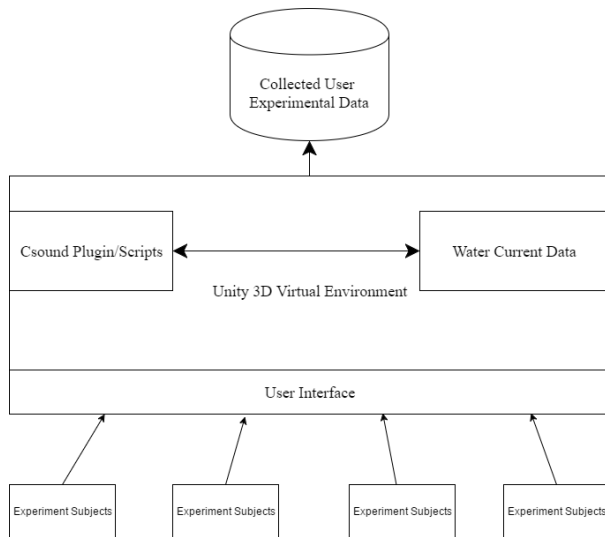 Collected User
Experimental Data
Csound Plugin/Scripts
Water Current Data
Unity 3D Virtual Environment
User Interface
Experiment Subjects
Experiment Subjects
Experiment Subjects
Experiment Subjects